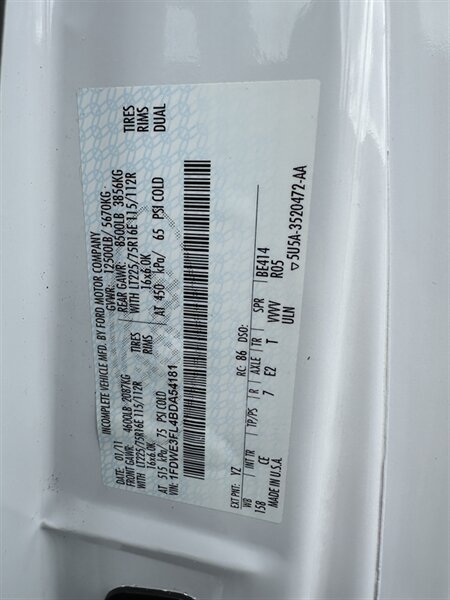 INCOMPLETE VEHICLE MFD. BY FORD MOTOR COMPANY
DATE: 01/11 GVWR: 12500LB/ 5670KG
FRONT GAWR: 4600LB 2087KG REAR GAWR: 8500LB 3856KG
WITH LT225/75R16E 115/112R TIRES WITH LT225/75R16E 115/112R TIRES
16x6.0K RIMS 16x6.0K RIMS
AT 515 kPa/ 75 PSI COLD AT 450 kPa/ 65 PSI COLD DUAL
1FDWE3FL4BDA54181
EXT PNT: YZ RC: 86 DSO:
WB INT TR TP/PS R AXLE TR SPR BE414
158 CE 7 E2 T VVVV R05
MADE IN U.S.A. ULN ▽5U5A-3520472-AA